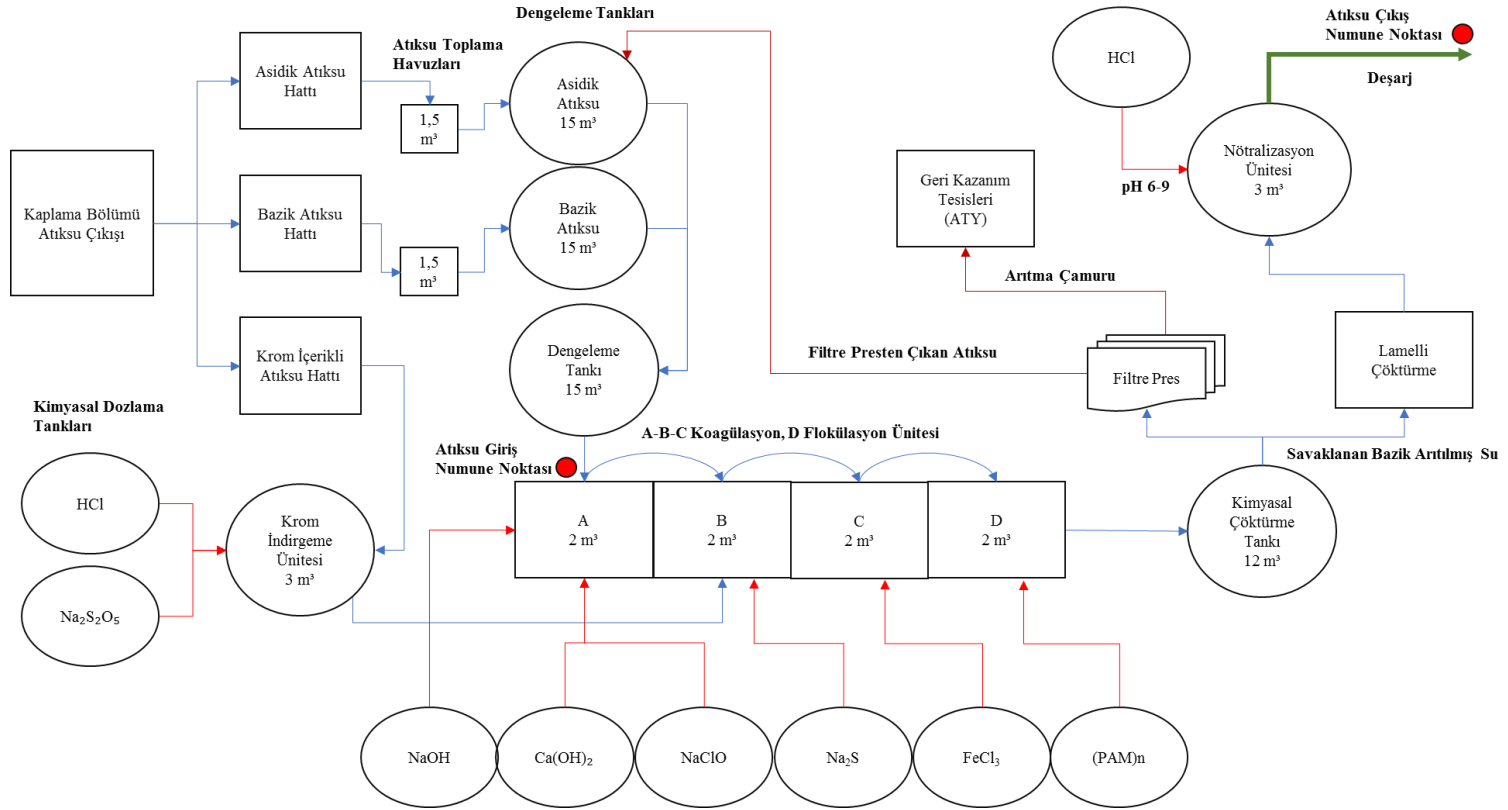 Dengeleme Tankları
Atıksu Çıkış
Numune Noktası
Asidik Atıksu
Hattı
Atıksu Toplama
Havuzları
Asidik
Atıksu
15 m³
HCl
Deşarj
1,5
m³
Kaplama Bölümü
Atıksu Çıkışı
Bazik Atıksu
Hattı
Bazik
Atıksu
15 m³
1,5
m³
Geri Kazanım
Tesisleri
(ATY)
pH 6-9
Nötralizasyon
Ünitesi
3 m³
Arıtma Çamuru
Krom İçerikli
Atıksu Hattı
Dengeleme
Tankı
15 m³
Filtre Presten Çıkan Atıksu
Filtre Pres
Lamelli
Çöktürme
Kimyasal Dozlama
Tankları
A-B-C Koagülasyon, D Flokülasyon Ünitesi
Atıksu Giriş
Numune Noktası
Savaklanan Bazik Arıtılmış Su
HCl
Na₂S₂O₅
Krom
İndirgeme
Ünitesi
3 m³
A
2 m³
B
2 m³
C
2 m³
D
2 m³
Kimyasal
Çöktürme
Tankı
12 m³
NaOH
Ca(OH)₂
NaClO
Na₂S
FeCl₃
(PAM)n